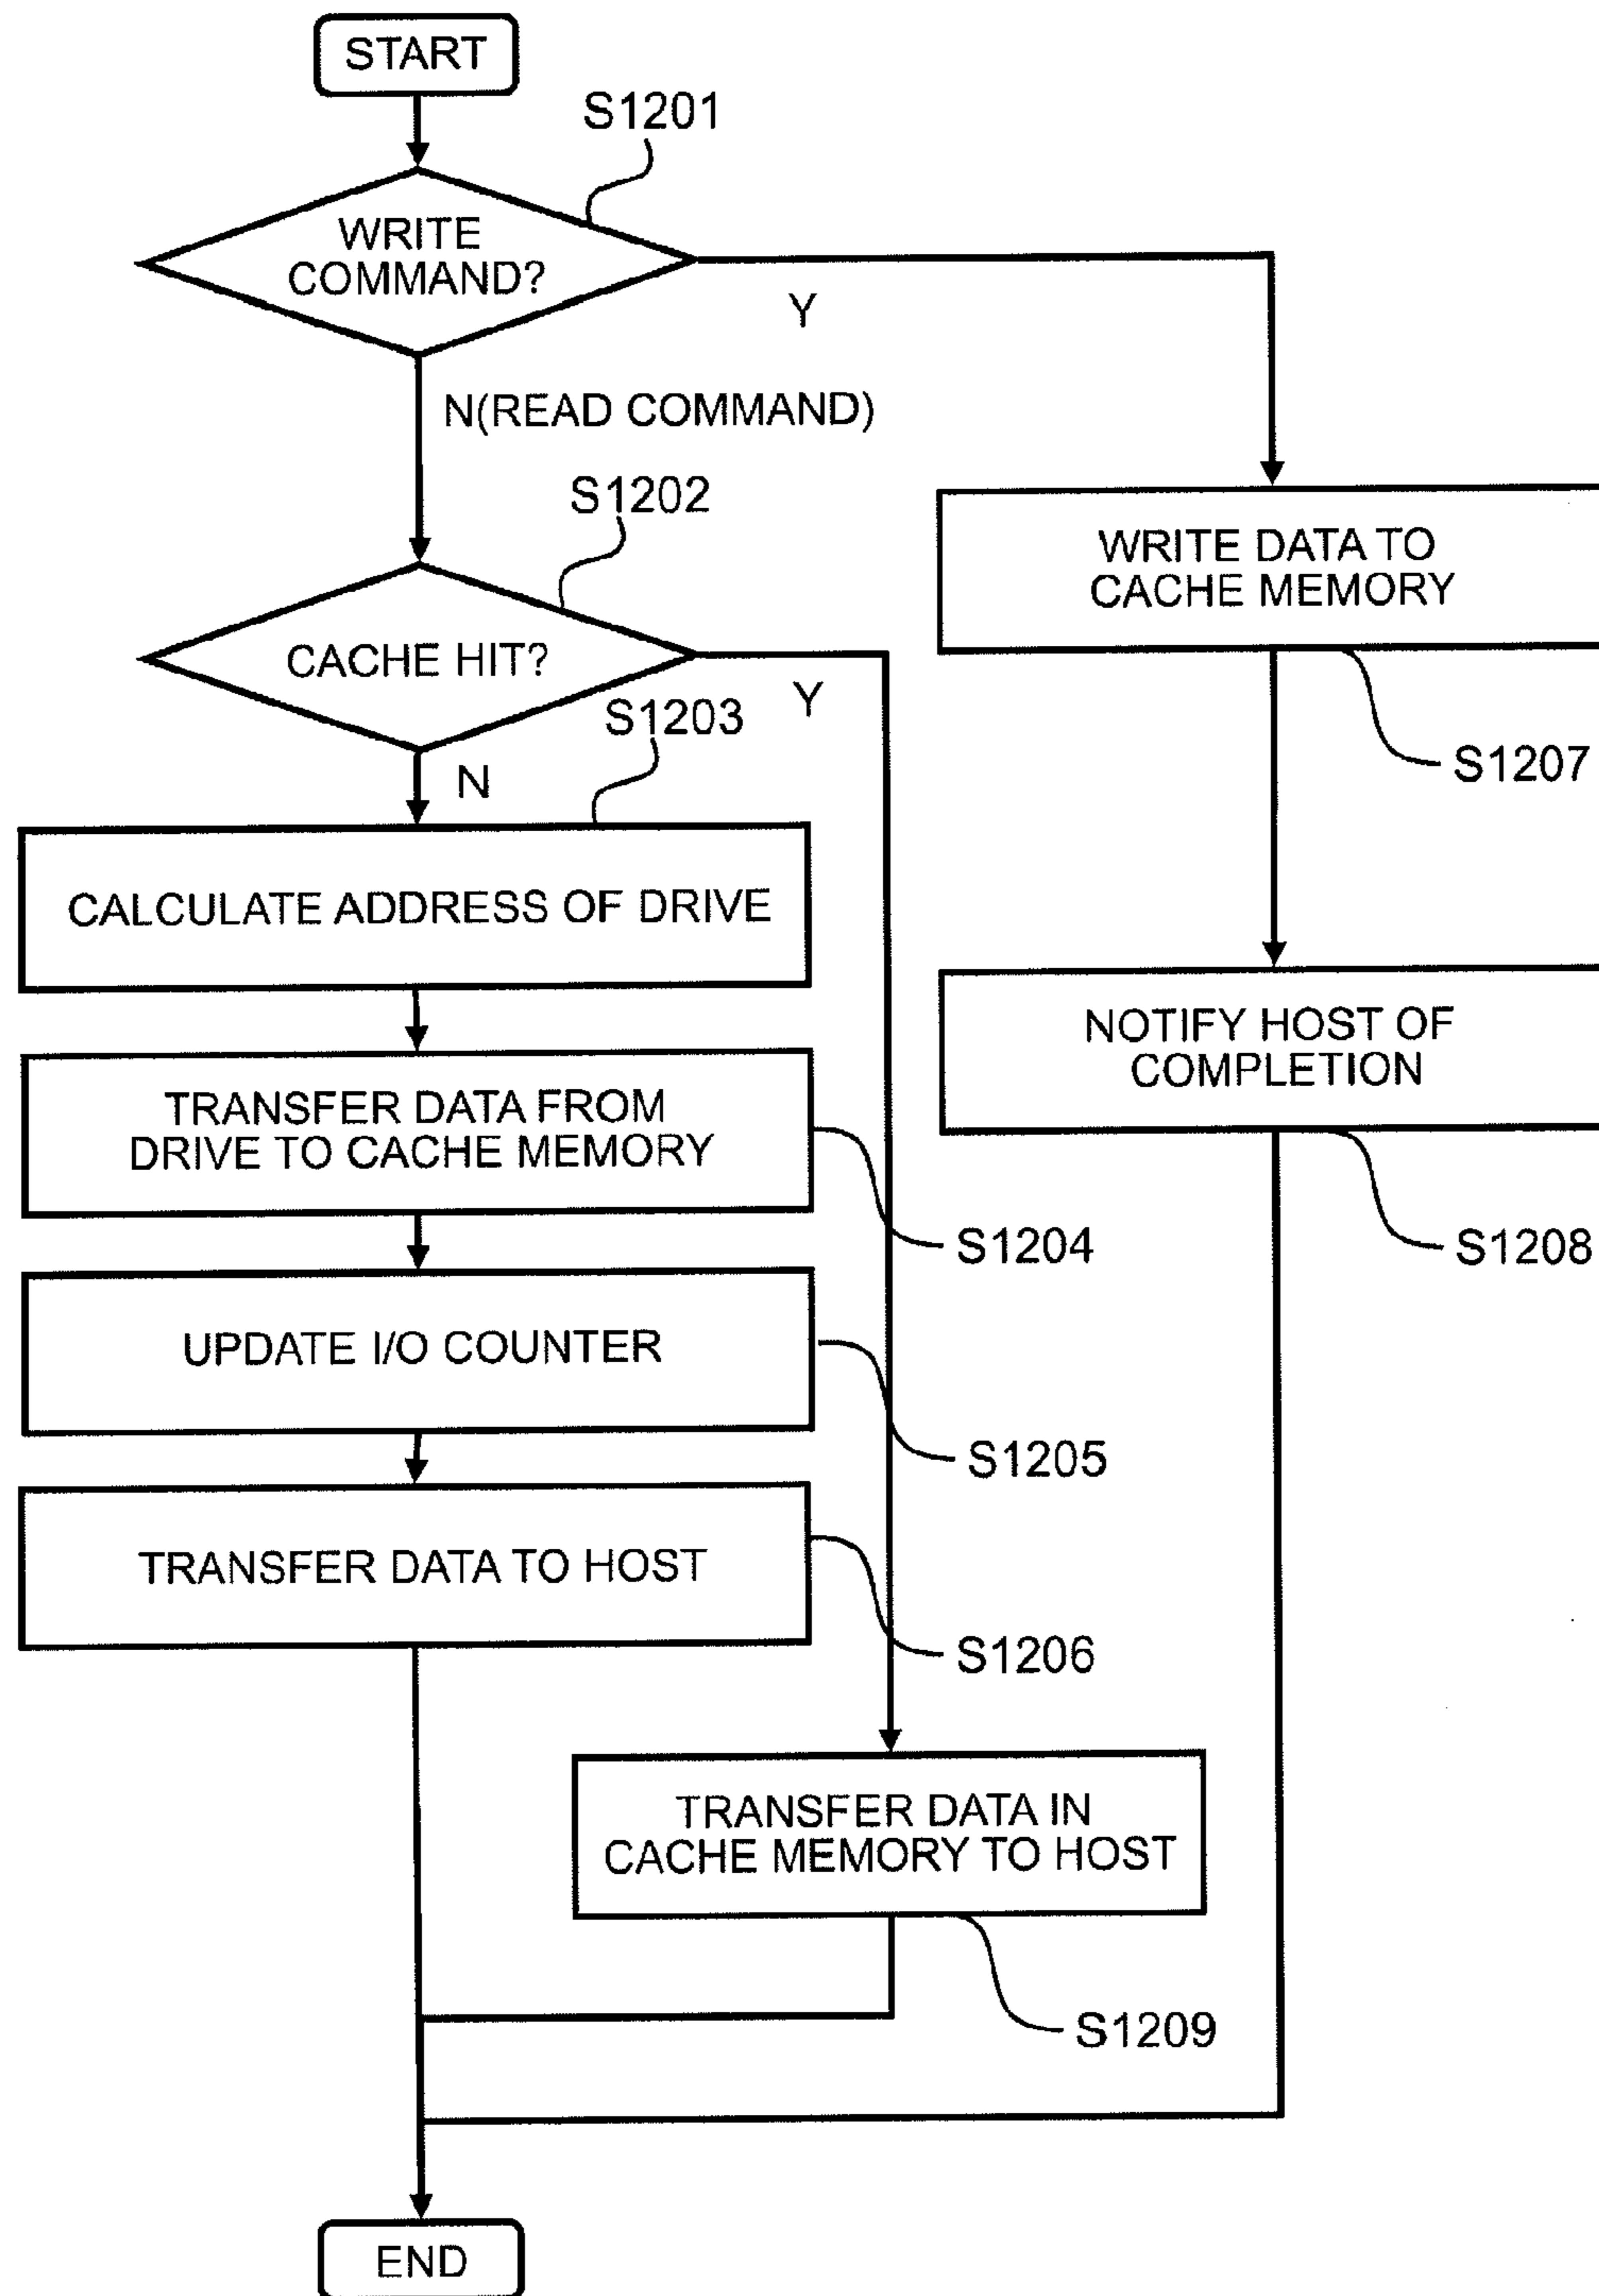 START
S1201
WRITE
COMMAND?
Y
N(READ COMMAND)
S1202
WRITE DATA TO
CACHE MEMORY
CACHE HIT?
Y
S1203
S1207
N
CALCULATE ADDRESS OF DRIVE
NOTIFY HOST OF
COMPLETION
TRANSFER DATA FROM
DRIVE TO CACHE MEMORY
S1204
S1208
UPDATE I/O COUNTER
S1205
TRANSFER DATA TO HOST
S1206
TRANSFER DATA IN
CACHE MEMORY TO HOST
S1209
END